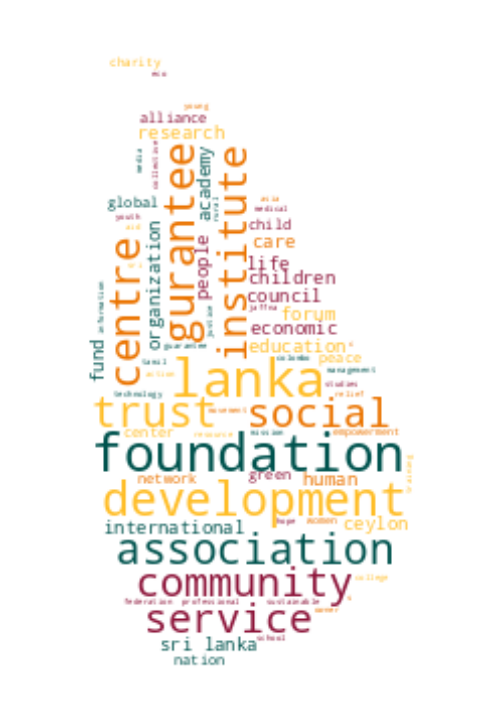 charity
young
alliance
research
media
collective
gurantee
academy
institute
rural
global
youth
aid
asia
medical
child
care
centre
organization
people
life
children
council
jaffna
forum
economic
information
fund
justice
guarantee
education
colombo
peace
tamil
action
lanka
management
studies
relief
technology
trust
movement
social
center
resource
mission
empowerment
foundation
network
green
human
training
development
international
hope
women
ceylon
association
college
community
federation
professional
sustainable
service
school
sri lanka
nation